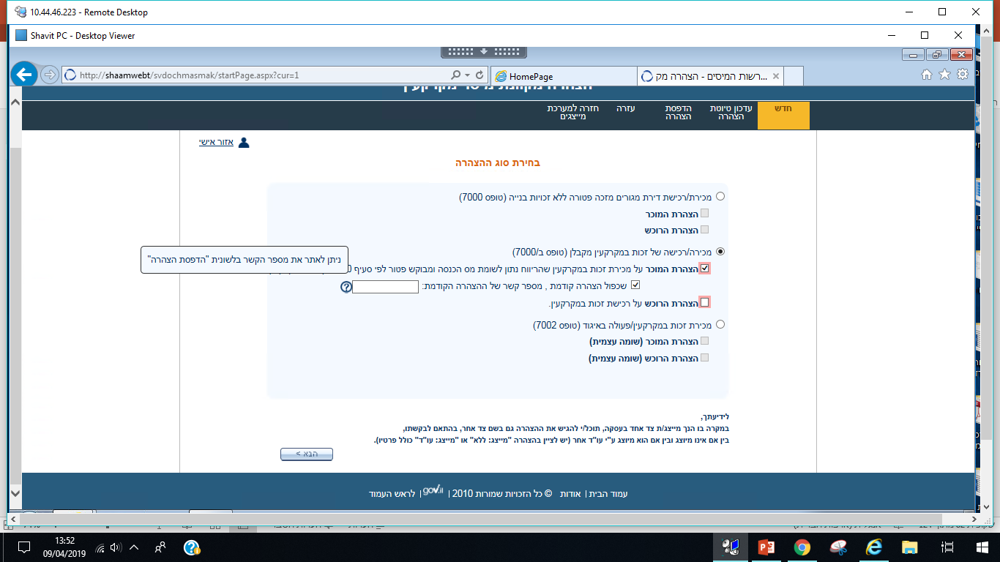 10.44.46.223 - Remote Desktop
Shavit PC - Desktop Viewer
http://shaamwebt/svdochmasmak/startPage.aspx?cur=1
HomePage
רשות המיסים - הצהרה מק...
חדש
עדכון טיוטת הצהרה
הדפסת הצהרה
עזרה
חזרה למערכת מייצגים
אזור אישי
בחירת סוג ההצהרה
מכירת/רכישת דירת מגורים מזכה פטורה ללא זכויות בנייה (טופס 7000)
הצהרת המוכר
הצהרת הרוכש
מכירה/רכישה של זכות במקרקעין מקבלן (טופס ב/7000)
ניתן לאתר את מספר הקשר בלשונית "הדפסת הצהרה"
הצהרת המוכר על מכירת זכות במקרקעין שהריווח נתון לשומת מס הכנסה ומבוקש פטור לפי סעיף
שכפול הצהרה קודמת , מספר קשר של ההצהרה הקודמת:
הצהרת הרוכש על רכישת זכות במקרקעין.
מכירת זכות במקרקעין/פעולה באיגוד (טופס 7002)
הצהרת המוכר (שומה עצמית)
הצהרת הרוכש (שומה עצמית)
לידיעתך,
במקרה בו הנך מייצג/ת צד אחד בעסקה, תוכל/י להגיש את ההצהרה גם בשם צד אחר, בהתאם לבקשתו,
בין אם אינו מיוצג ובין אם הוא מיוצג ע"י עו"ד אחר (יש לציין בהצהרה "מייצג: ללא" או "מייצג: עו"ד" כולל פרטיו).
הבא >
עמוד הבית | אודות © כל הזכויות שמורות 2010 | gov.il | לראש העמוד
13:52
09/04/2019